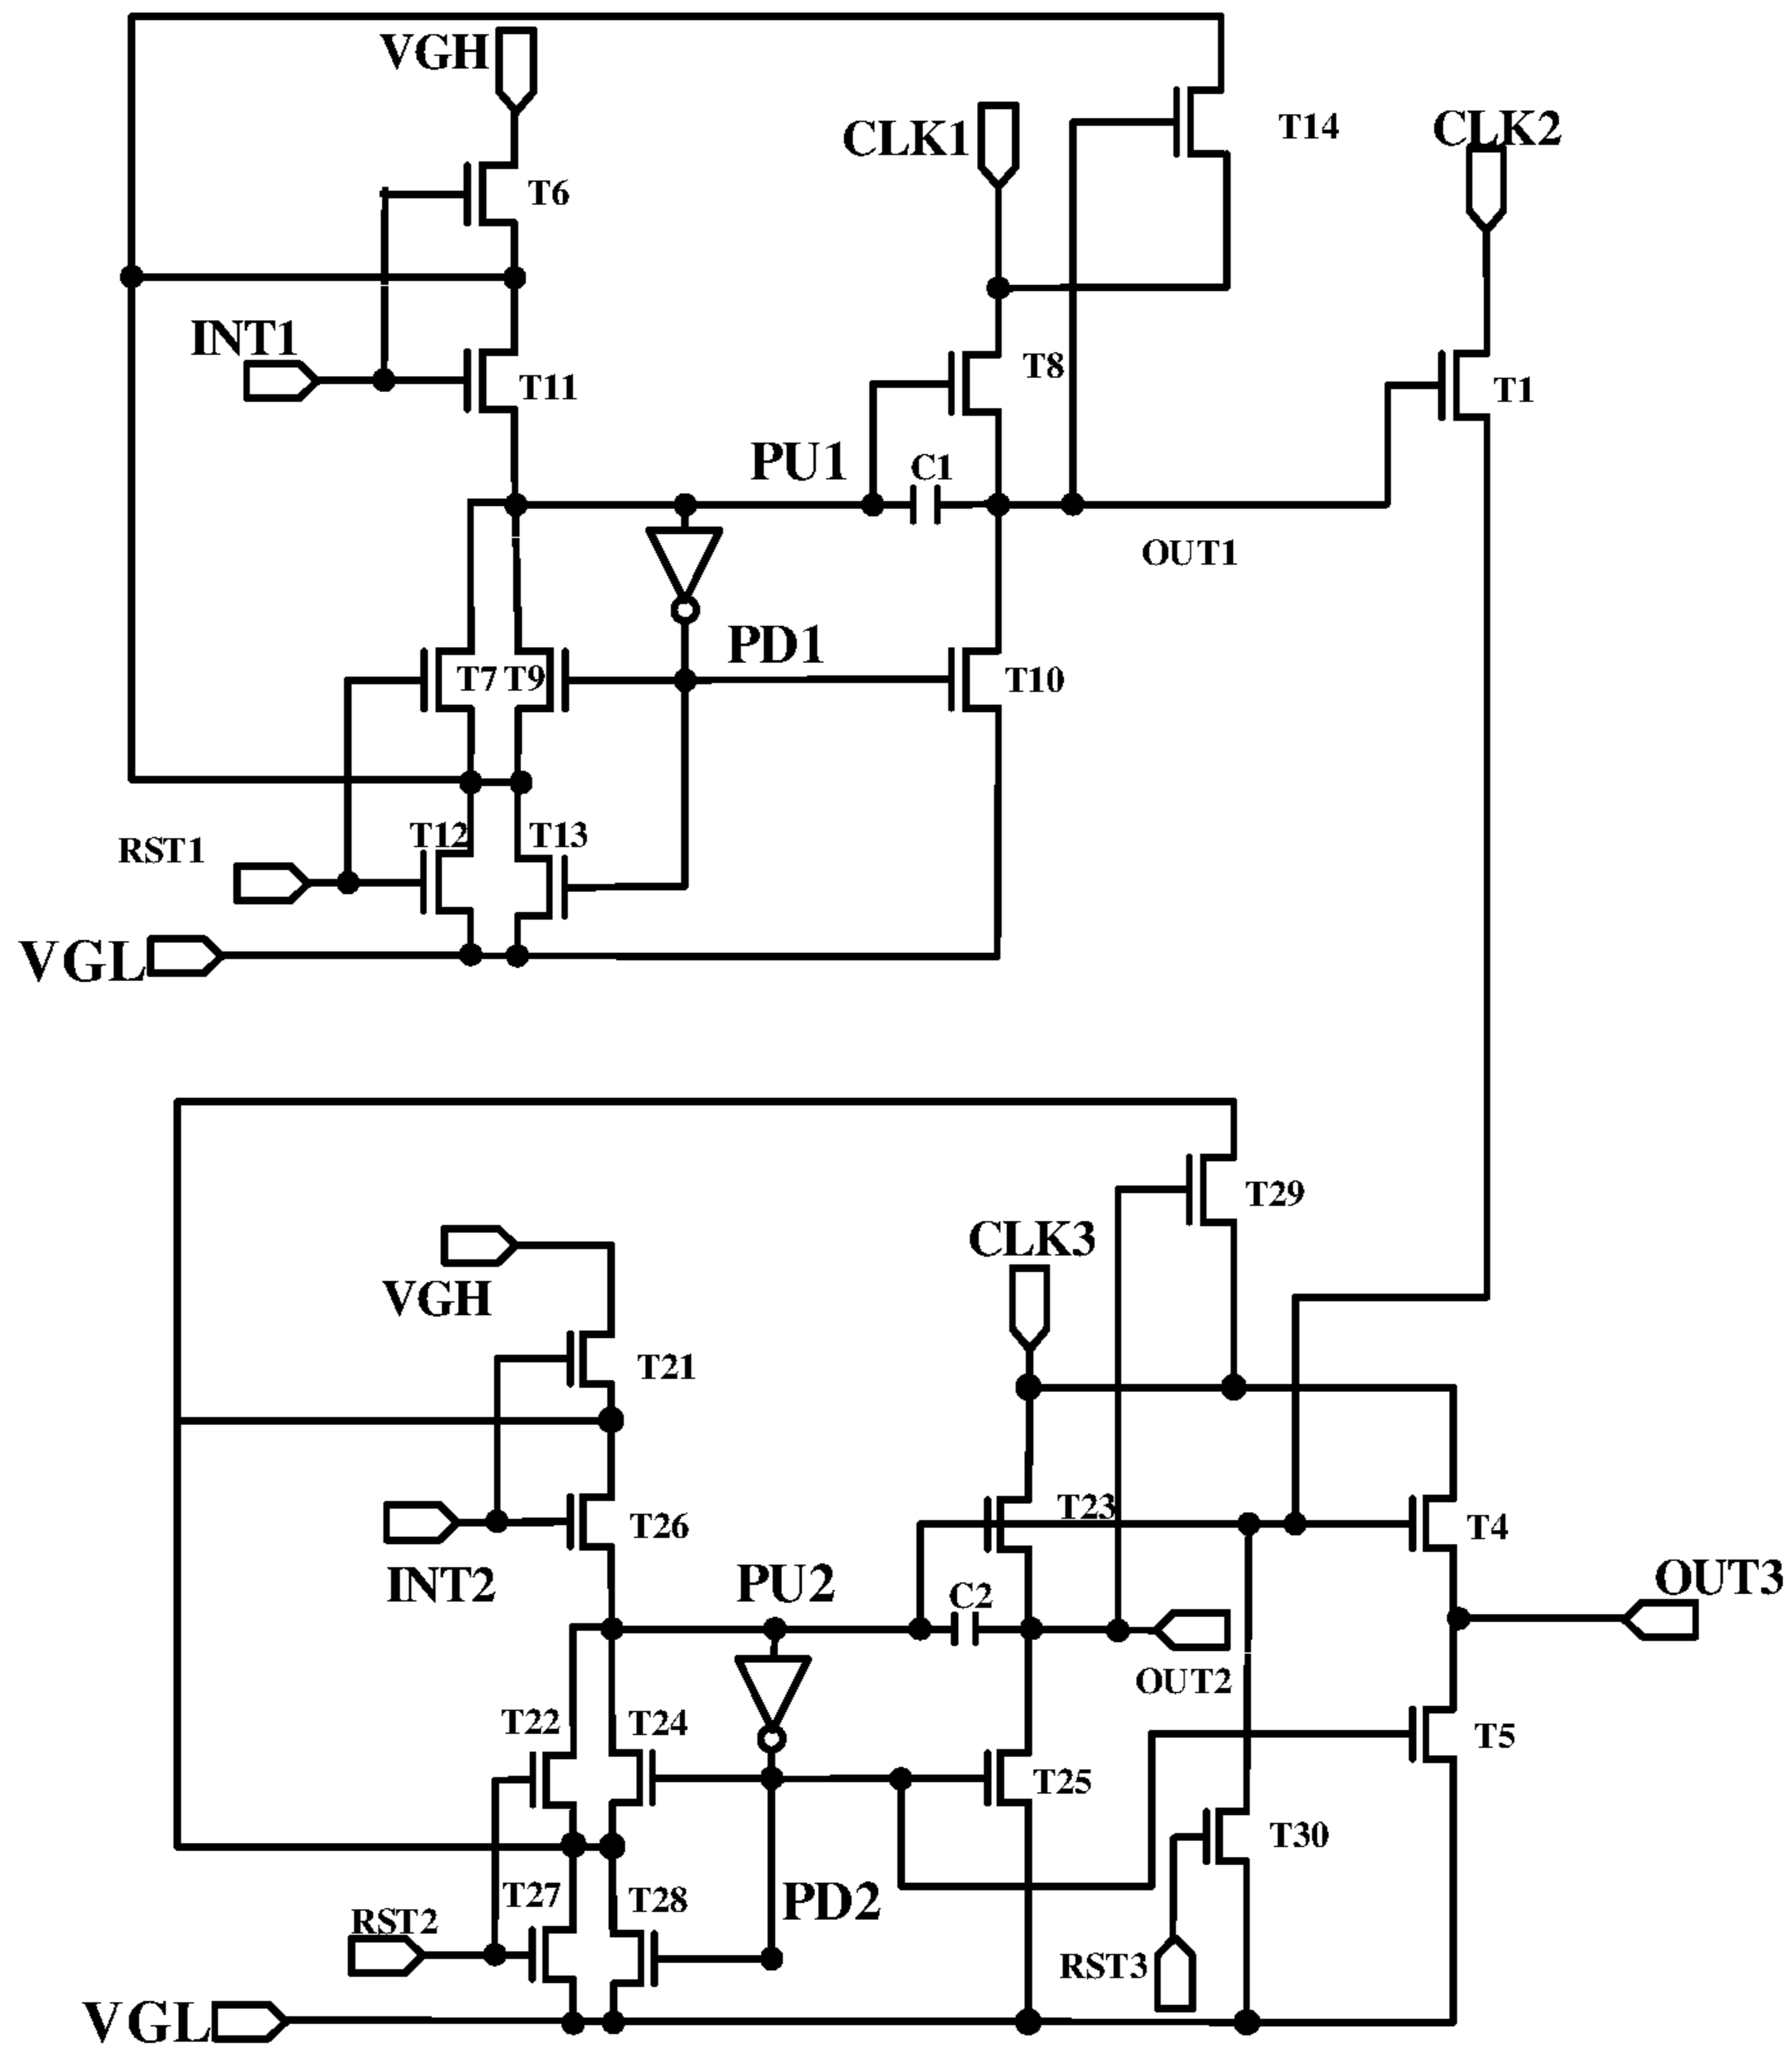 VGH
T6
CLK1
T14
CLK2
INT1
T11
T8
T1
PU1
C1
OUT1
PD1
T7
T9
T10
T12
T13
RST1
VGL
T29
CLK3
VGH
T21
T26
INT2
T23
T4
PU2
C2
OUT3
OUT2
T22
T24
T5
T25
T30
T27
T28
PD2
RST2
RST3
VGL